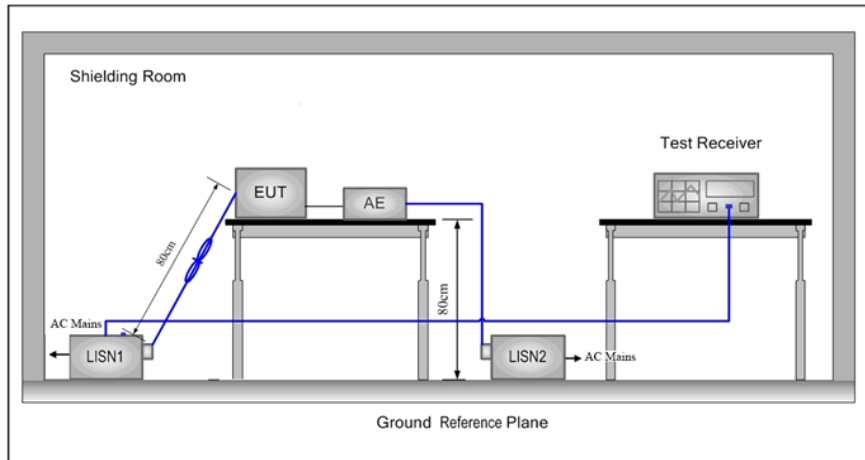 Shielding Room
Test Receiver
EUT
AE
80cm
80cm
AC Mains
LISN1
LISN2
AC Mains
Ground Reference Plane